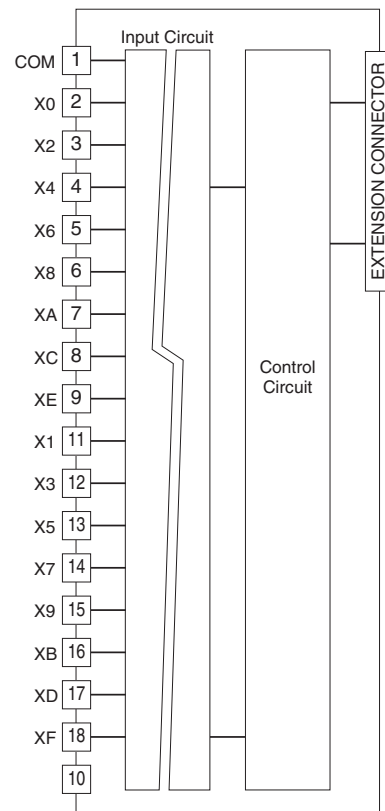 Input Circuit
COM 1
X0 2
X2 3
X4 4
X6 5
X8 6
XA 7
XC 8
XE 9
X1 11
X3 12
X5 13
X7 14
X9 15
XB 16
XD 17
XF 18
10
Control
Circuit
EXTENSION CONNECTOR